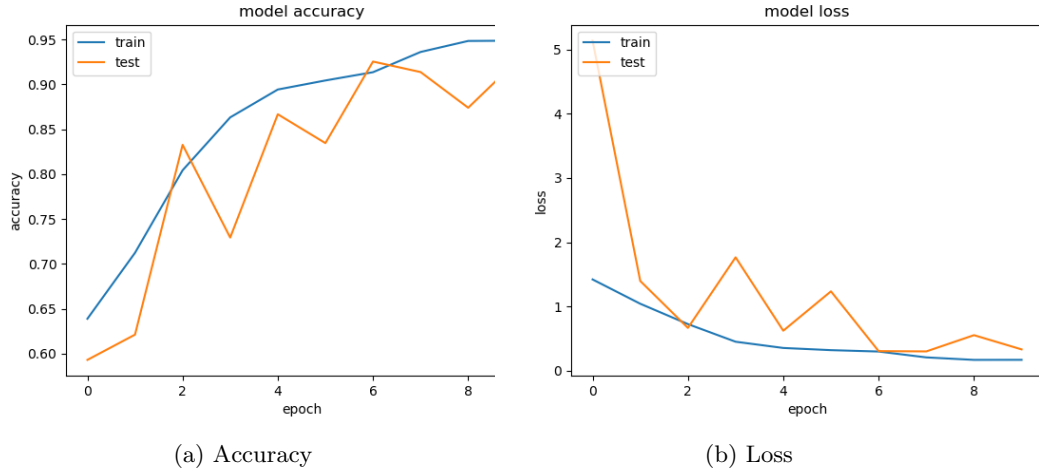 model accuracy
train
test
0.95
0.90
0.85
0.80
0.75
0.70
0.65
0.60
accuracy
0 2 4 6 8
epoch
(a) Accuracy
model loss
train
test
5
4
3
2
1
0
loss
0 2 4 6 8
epoch
(b) Loss